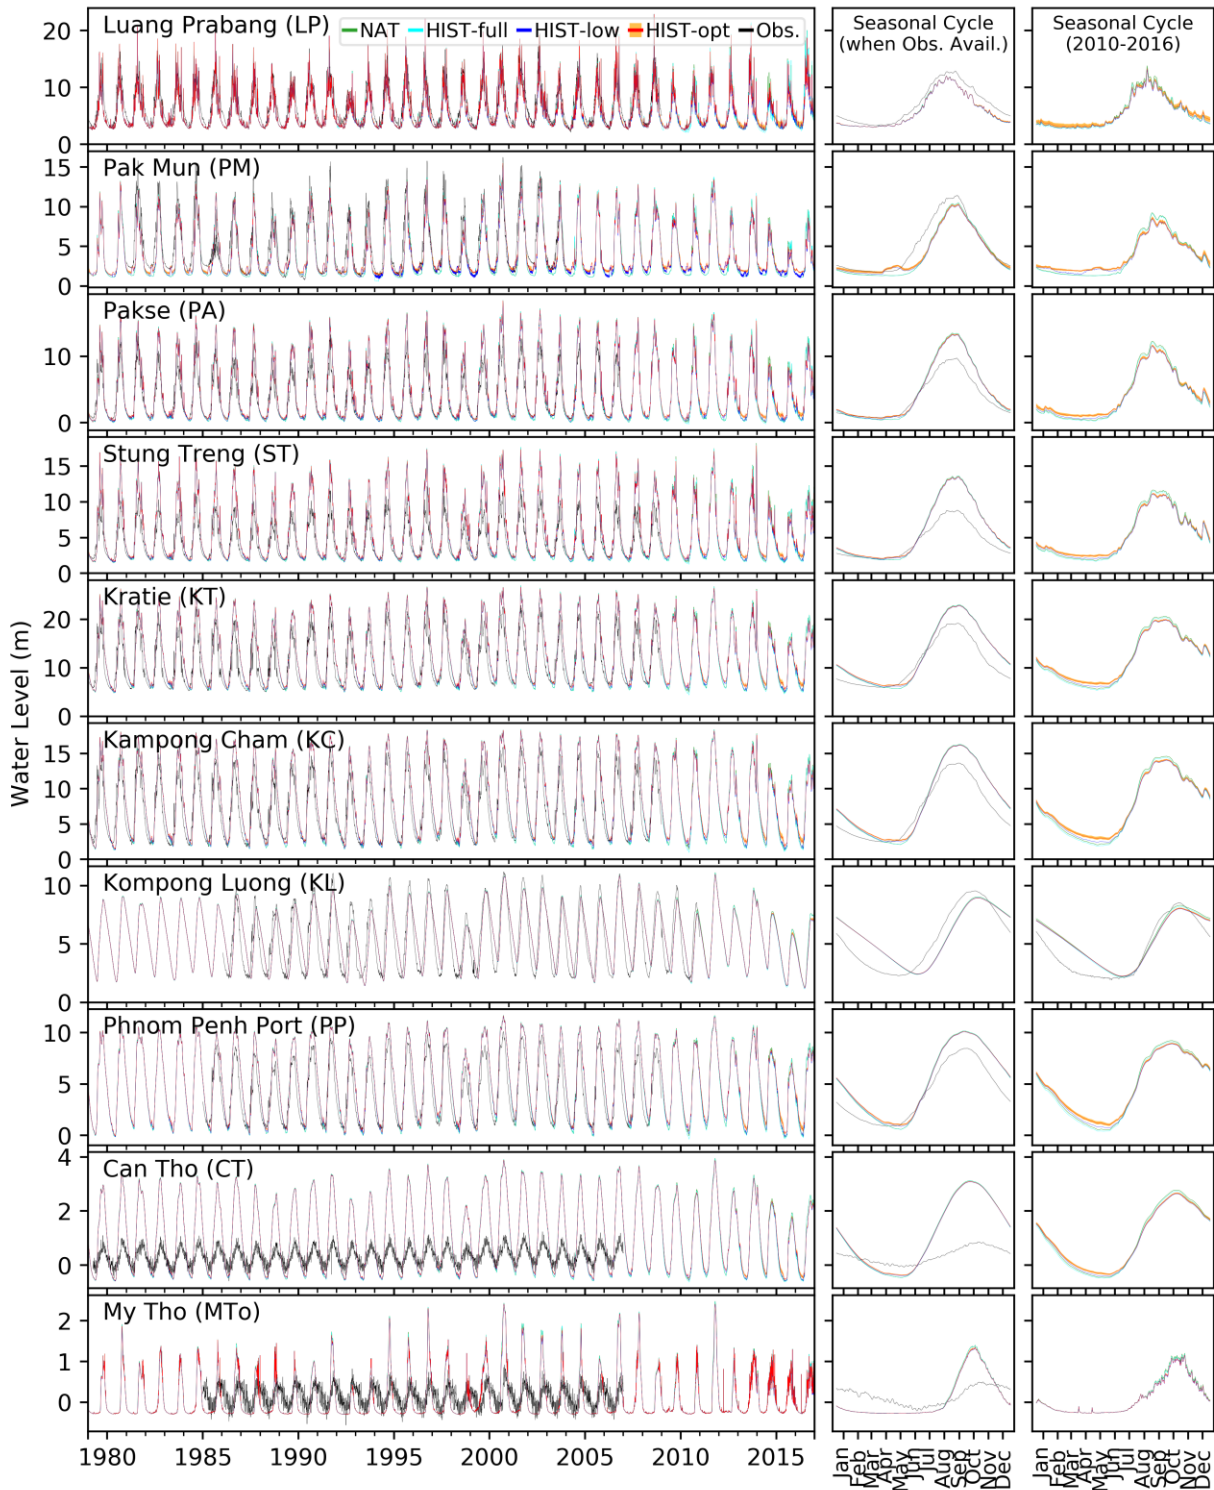 Luang Prabang (LP)
NAT HIST-full HIST-low HIST-opt Obs.
Seasonal Cycle
(when Obs. Avail.)
Seasonal Cycle
(2010-2016)
20
10
0
Pak Mun (PM)
15
10
5
0
Pakse (PA)
10
0
Stung Treng (ST)
15
10
5
0
Kratie (KT)
20
10
0
Water Level (m)
Kampong Cham (KC)
15
10
5
0
Kompong Luong (KL)
10
5
0
Phnom Penh Port (PP)
10
5
0
Can Tho (CT)
4
2
0
My Tho (MTo)
2
1
0
1980 1985 1990 1995 2000 2005 2010 2015
Jan Feb Mar Apr May Jun Jul Aug Sep Oct Nov Dec
Jan Feb Mar Apr May Jun Jul Aug Sep Oct Nov Dec